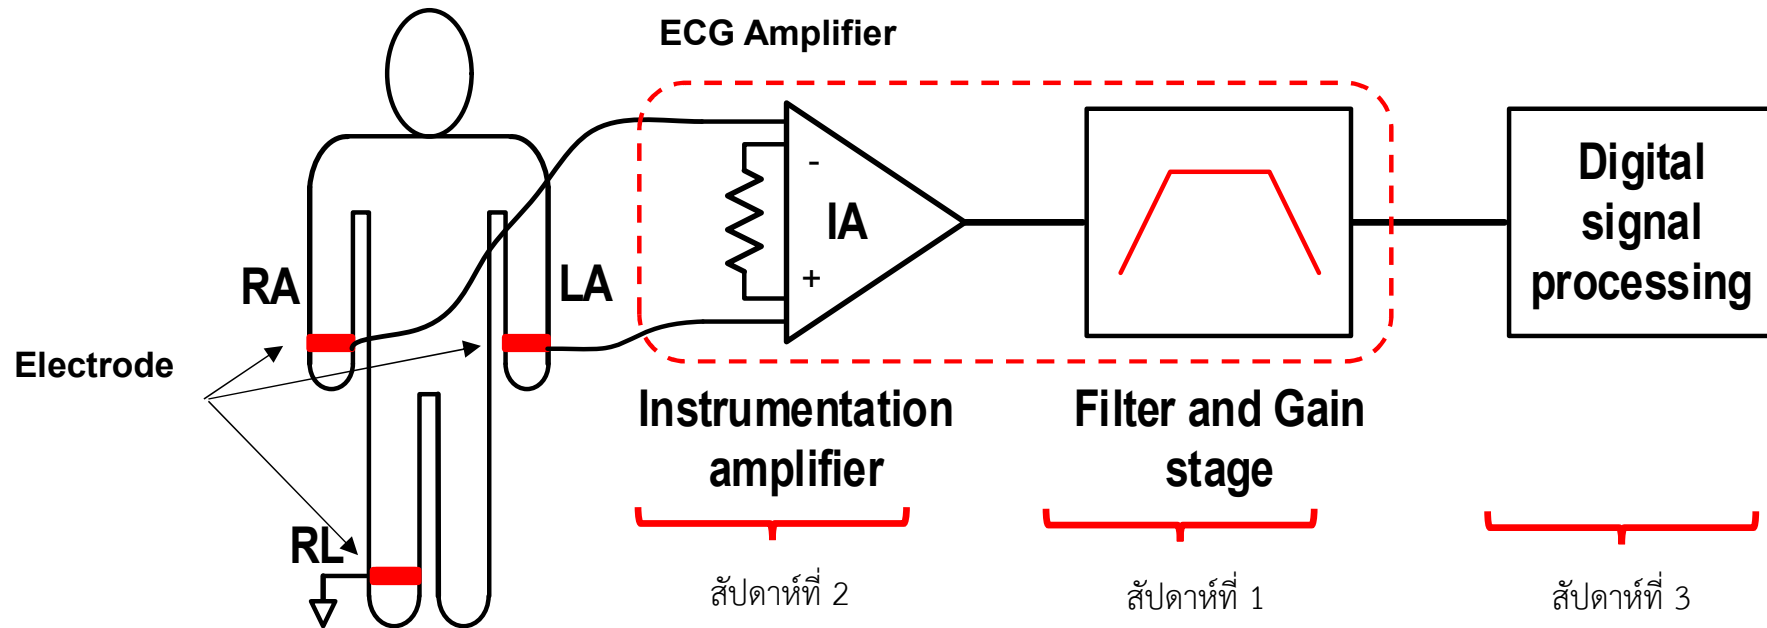 ECG Amplifier
-
IA
+
Digital
signal
processing
RA
LA
Electrode
RL
Instrumentation
amplifier
Filter and Gain
stage
สัปดาห์ที่ 2
สัปดาห์ที่ 1
สัปดาห์ที่ 3